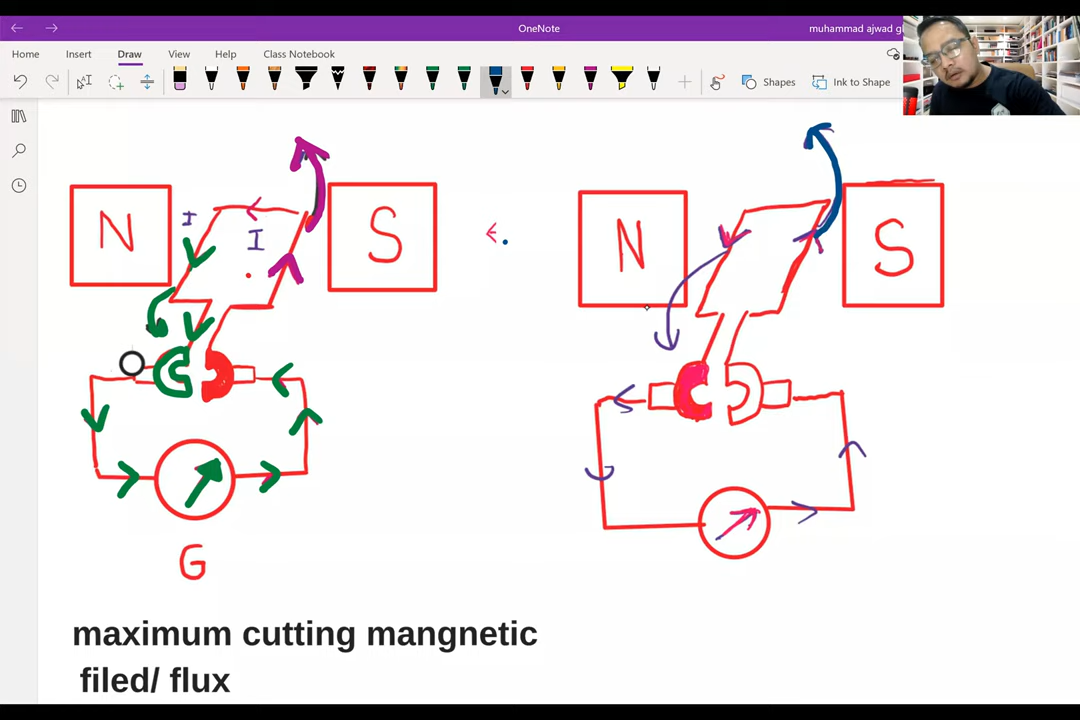 OneNote
muhammad ajwad g
Home Insert Draw View Help Class Notebook
Shapes Ink to Shape
N I I S
N S
G
maximum cutting mangnetic
filed/ flux